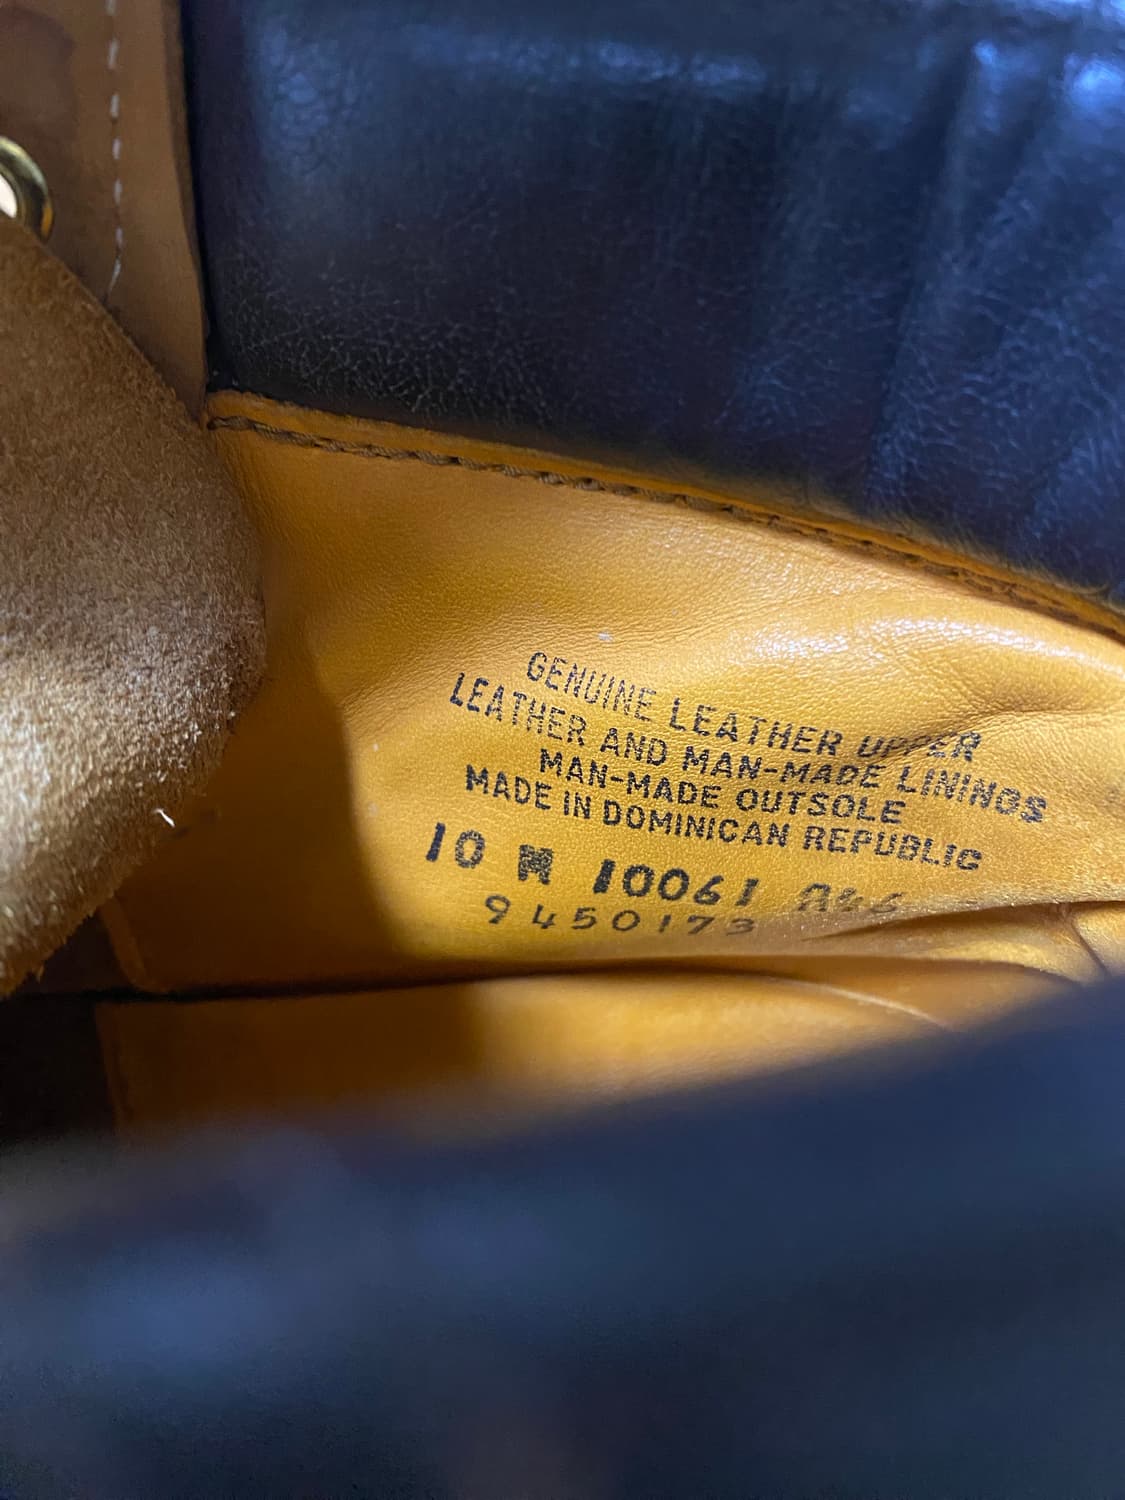 GENUINE LEATHER UPPER
LEATHER AND MAN-MADE LININGS
MAN-MADE OUTSOLE
MADE IN DOMINICAN REPUBLIC
10 M 10061
9450173